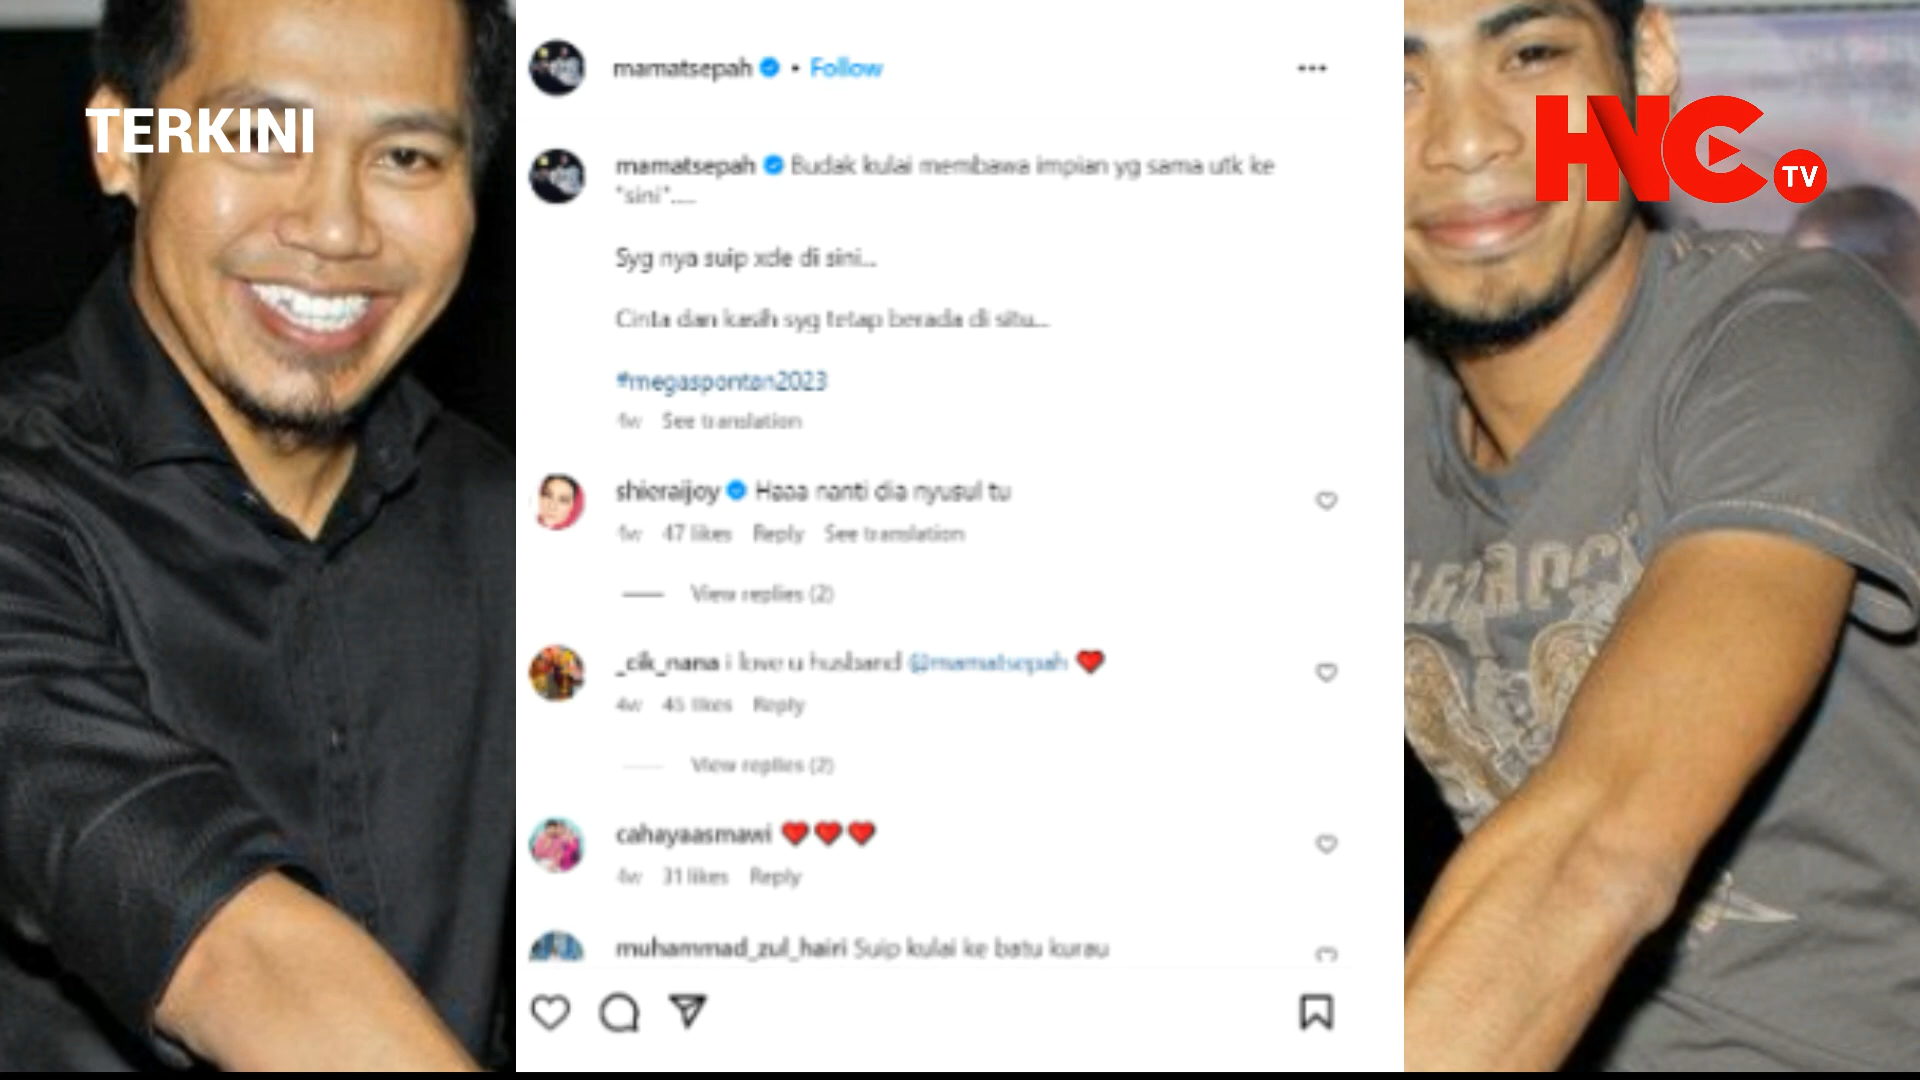 TERKINI
HNC TV
mamatsepah • Follow
mamatsepah Budak kulai membawa impian yg sama utk ke
"sini".....
Syg nya suip xde di sini...
Cinta dan kasih syg tetap berada di situ...
#megaspontan2023
4w See translation
shieraijoy Haaa nanti dia nyusul tu
4w 47 likes Reply See translation
View replies (2)
_cik_nana i love u husband @mamatsepah ❤️
4w 45 likes Reply
View replies (2)
cahayaasmawi ❤️❤️❤️
4w 31 likes Reply
muhammad_zul_hairi Suip kulai ke batu kurau